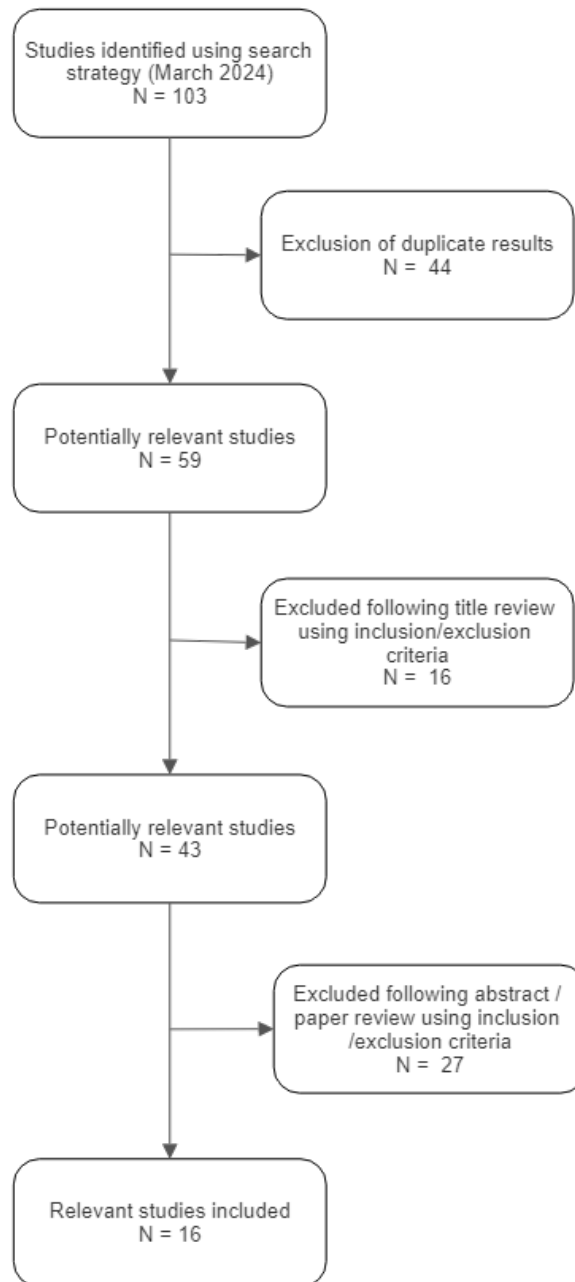 Studies identified using search
strategy (March 2024)
N = 103
Exclusion of duplicate results
N = 44
Potentially relevant studies
N = 59
Excluded following title review
using inclusion/exclusion
criteria
N = 16
Potentially relevant studies
N = 43
Excluded following abstract /
paper review using inclusion
/exclusion criteria
N = 27
Relevant studies included
N = 16